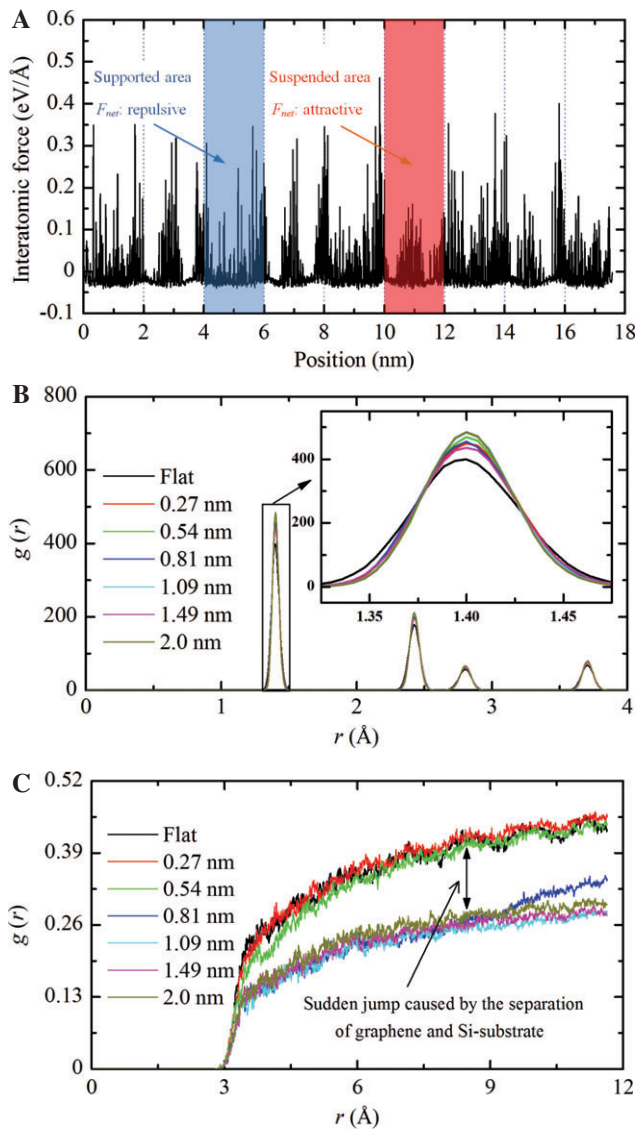 A
Interatomic force (eV/Å)
0.6
0.5
0.4
0.3
0.2
0.1
0
-0.1
Supported area
F_net: repulsive
Suspended area
F_net: attractive
0 2 4 6 8 10 12 14 16 18
Position (nm)
B
g (r)
800
600
400
200
0
Flat
0.27 nm
0.54 nm
0.81 nm
1.09 nm
1.49 nm
2.0 nm
400
200
0
1.35 1.40 1.45
0 1 2 3 4
r (Å)
C
g (r)
0.52
0.39
0.26
0.13
0
Flat
0.27 nm
0.54 nm
0.81 nm
1.09 nm
1.49 nm
2.0 nm
Sudden jump caused by the separation
of graphene and Si-substrate
0 3 6 9 12
r (Å)